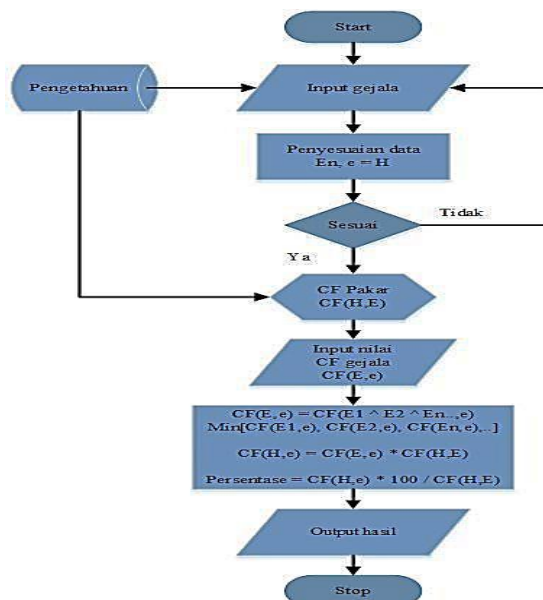 Start
Pengetahuan
Input gejala
Penyesuaian data
En, e = H
Sesuai
Tidak
Ya
CF Pakar
CF(H,E)
Input nilai
CF gejala
CF(E,e)
CF(E,e) = CF(E1 ^ E2 ^ En..,e)
Min[CF(E1,e), CF(E2,e), CF(En,e),..]
CF(H,e) = CF(E,e) * CF(H,E)
Persentase = CF(H,e) * 100 / CF(H,E)
Output hasil
Stop